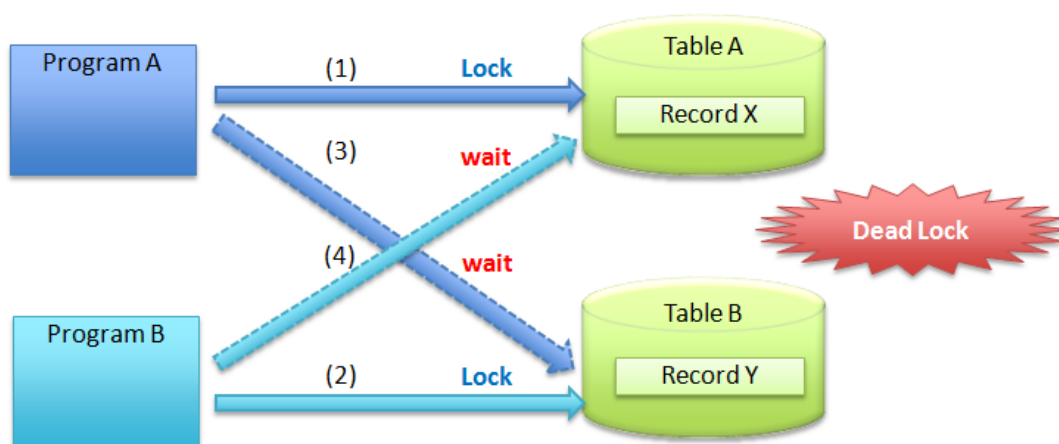 Program A
(1)
Lock
Table A
Record X
(3)
wait
Dead Lock
(4)
wait
Program B
Table B
(2)
Lock
Record Y